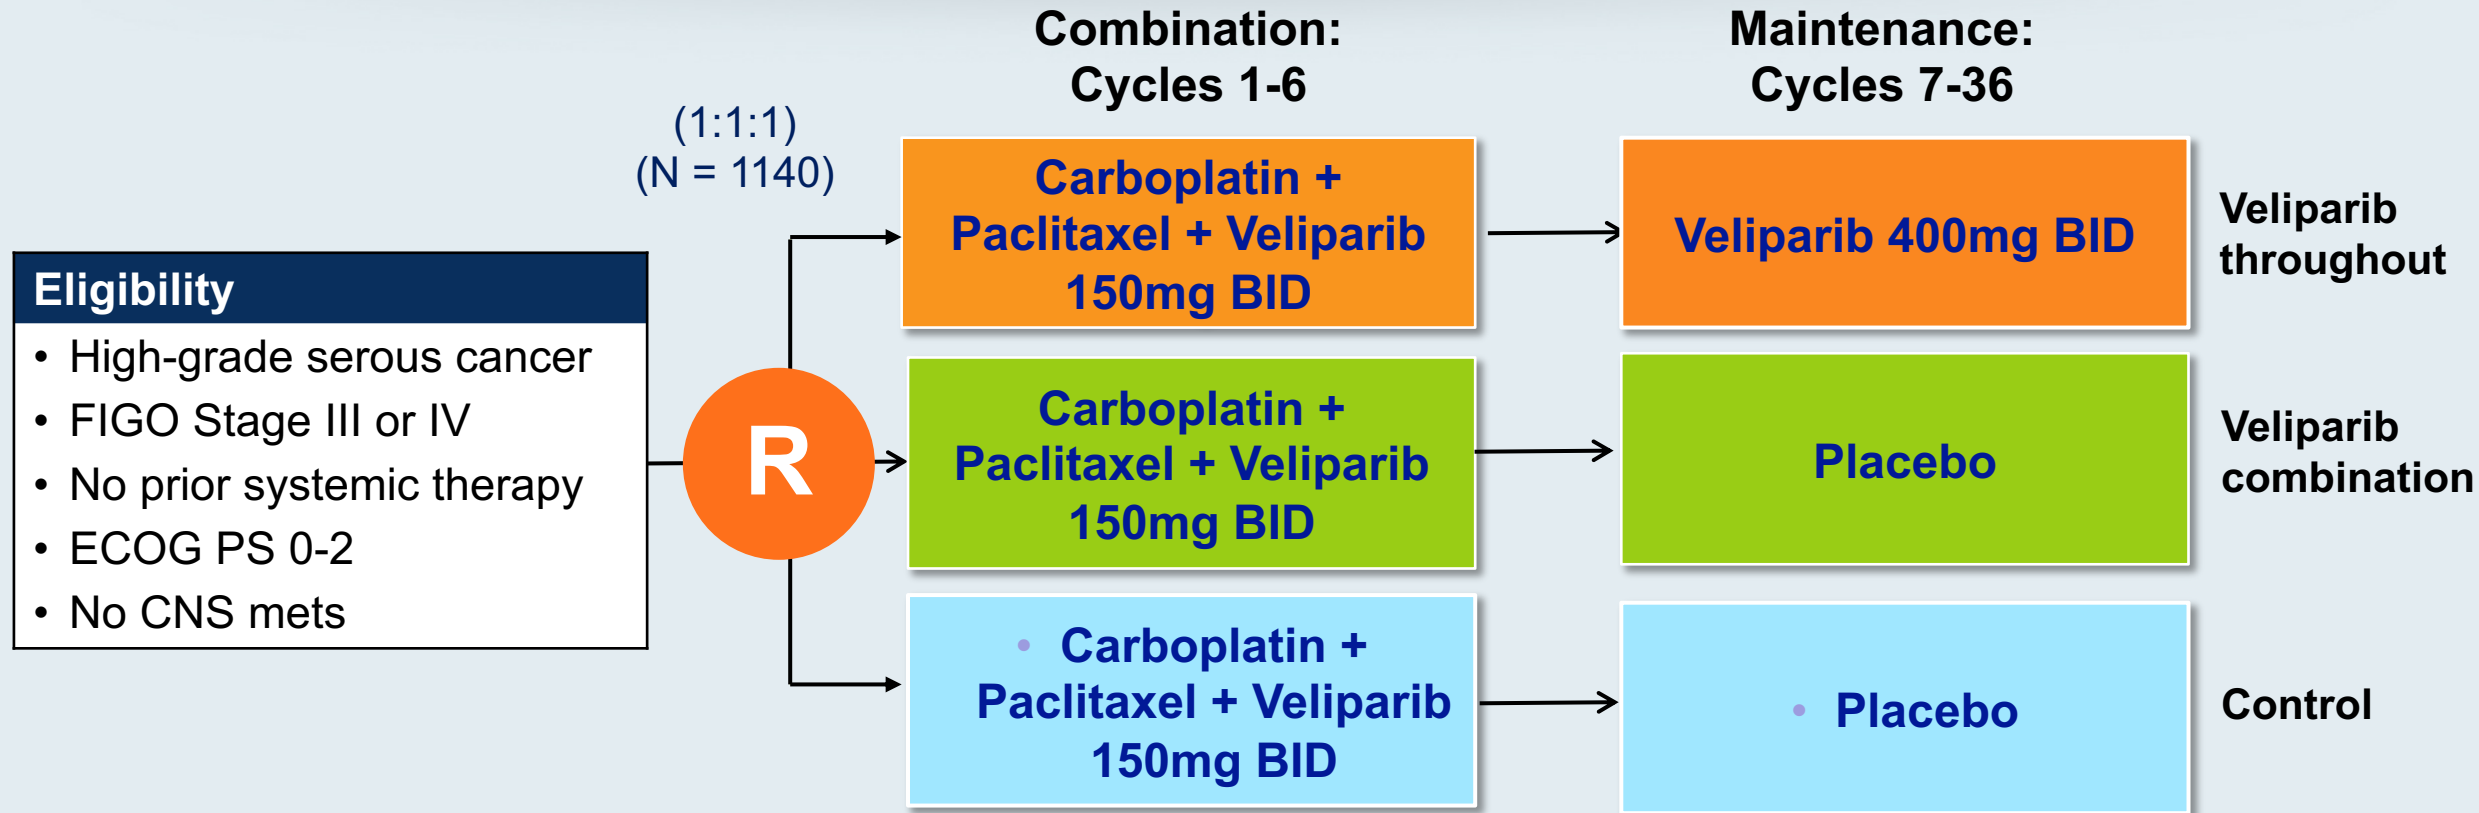 Combination:
Cycles 1-6
Maintenance:
Cycles 7-36
(1:1:1)
(N = 1140)
Eligibility
• High-grade serous cancer
• FIGO Stage III or IV
• No prior systemic therapy
• ECOG PS 0-2
• No CNS mets
R
Carboplatin +
Paclitaxel + Veliparib
150mg BID
Veliparib 400mg BID
Veliparib
throughout
Carboplatin +
Paclitaxel + Veliparib
150mg BID
Placebo
Veliparib
combination
• Carboplatin +
Paclitaxel + Veliparib
150mg BID
• Placebo
Control